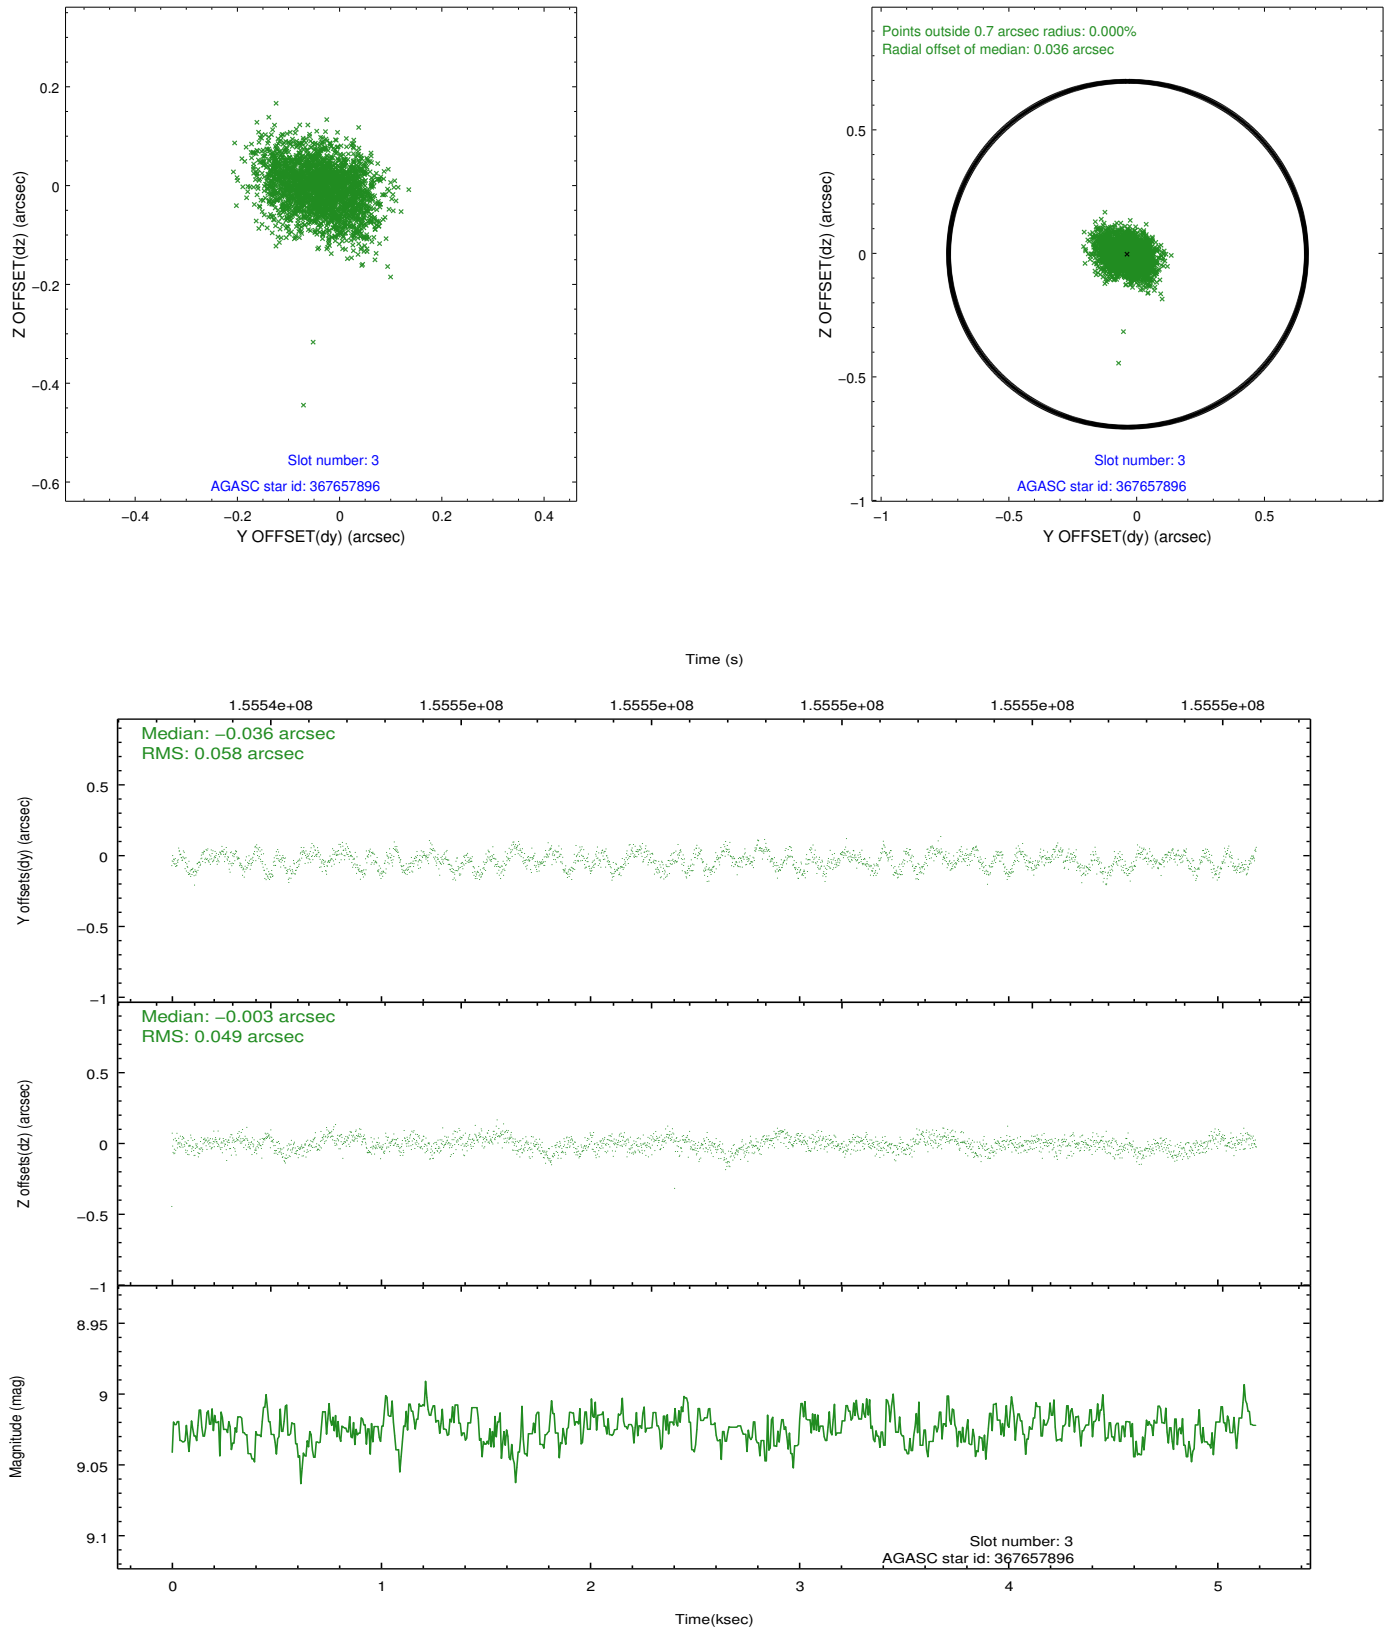 0.2
0
−0.2
−0.4
−0.6
Z OFFSET(dz) (arcsec)
Slot number: 3
AGASC star id: 367657896
−0.4
−0.2
0
0.2
0.4
Y OFFSET(dy) (arcsec)
Points outside 0.7 arcsec radius: 0.000%
Radial offset of median: 0.036 arcsec
0.5
0
−0.5
−1
Z OFFSET(dz) (arcsec)
Slot number: 3
AGASC star id: 367657896
−1
−0.5
0
0.5
Y OFFSET(dy) (arcsec)
Time (s)
1.5554e+08
1.5555e+08
1.5555e+08
1.5555e+08
1.5555e+08
1.5555e+08
Median: −0.036 arcsec
RMS: 0.058 arcsec
0.5
0
−0.5
−1
Y offsets(dy) (arcsec)
Median: −0.003 arcsec
RMS: 0.049 arcsec
0.5
0
−0.5
−1
Z offsets(dz) (arcsec)
8.95
9
9.05
9.1
Magnitude (mag)
Slot number: 3
AGASC star id: 367657896
0
1
2
3
4
5
Time(ksec)